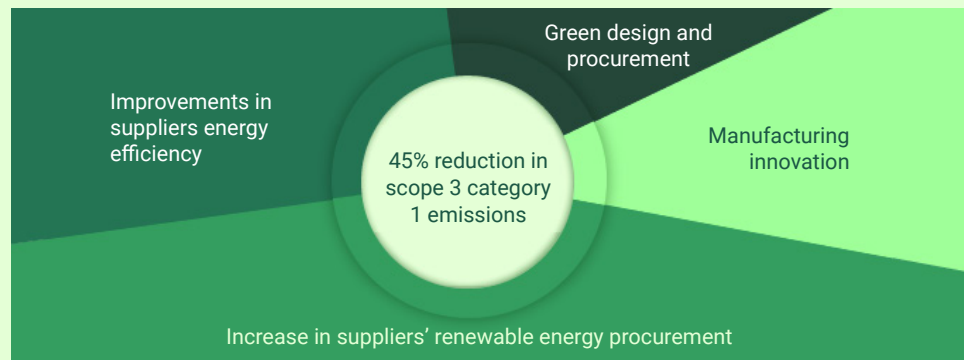 Green design and
procurement
Improvements in
suppliers energy
efficiency
45% reduction in
scope 3 category
1 emissions
Manufacturing
innovation
Increase in suppliers’ renewable energy procurement